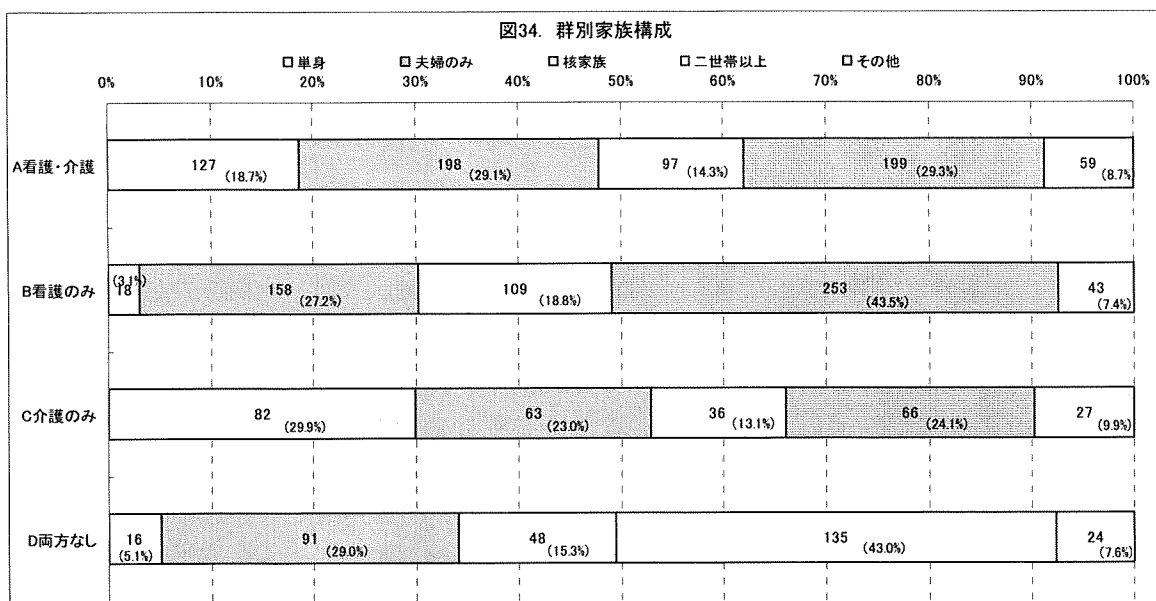 図34. 群別家族構成
□単身 □夫婦のみ □核家族 □二世帯以上 □その他
0% 10% 20% 30% 40% 50% 60% 70% 80% 90% 100%
A看護・介護 127 (18.7%) 198 (29.1%) 97 (14.3%) 199 (29.3%) 59 (8.7%
B看護のみ 18 (3.1%) 158 (27.2%) 109 (18.8%) 253 (43.5%) 43 (7.4%)
C介護のみ 82 (29.9%) 63 (23.0%) 36 (13.1%) 66 (24.1%) 27 (9.9%)
D両方なし 16 (5.1%) 91 (29.0%) 48 (15.3%) 135 (43.0%) 24 (7.6%)